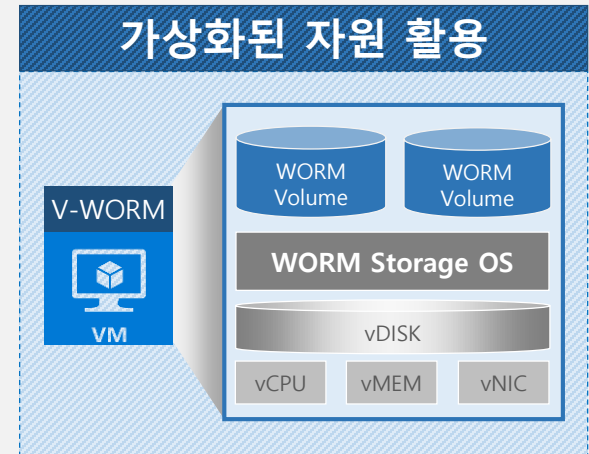 가상화된 자원 활용
V-WORM
VM
WORM
Volume
WORM
Volume
WORM Storage OS
vDISK
vCPU
vMEM
vNIC